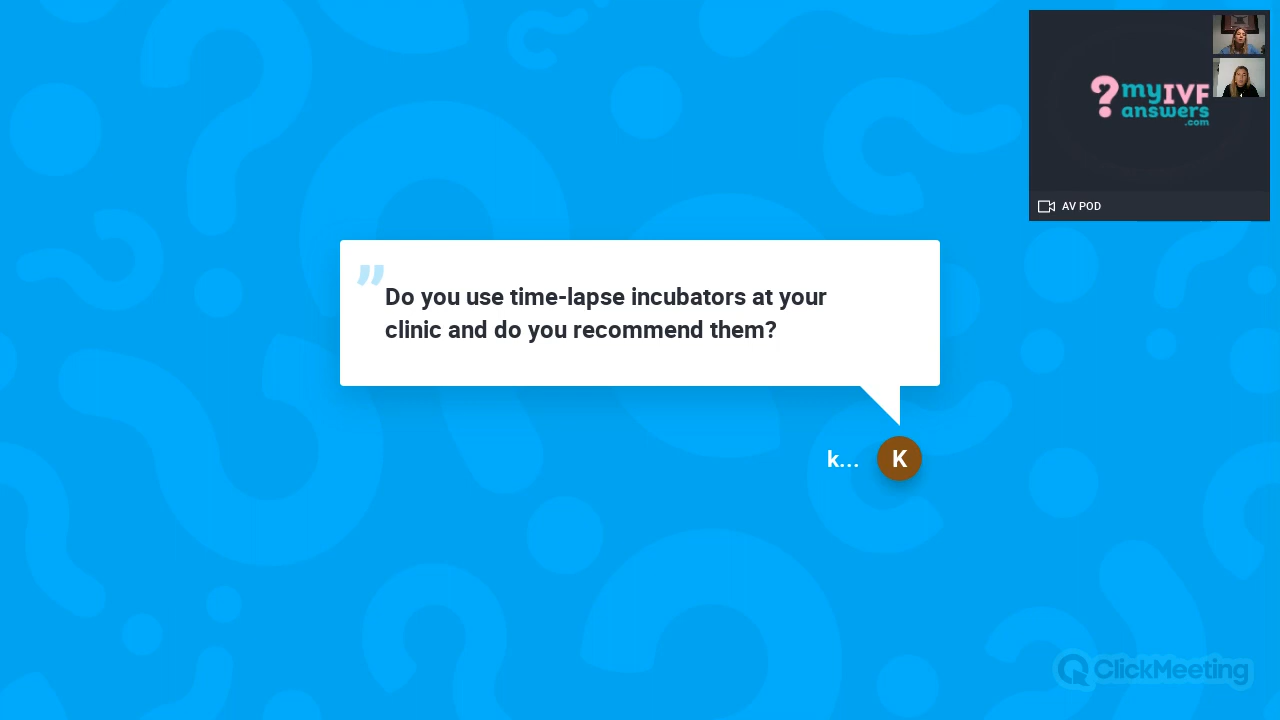 ?myIVF
answers
.com
AV POD
Do you use time-lapse incubators at your
clinic and do you recommend them?
k...
K
ClickMeeting